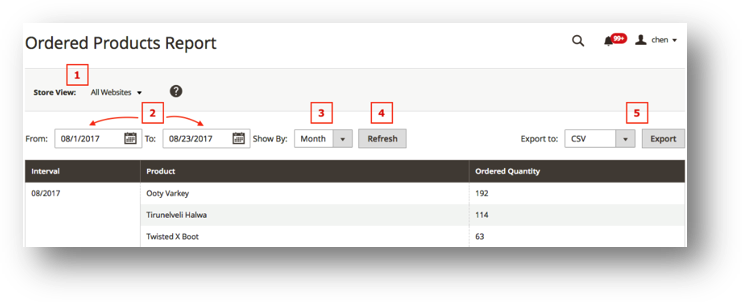 Ordered Products Report
99+
chen
1
Store View: All Websites ?
2
3
4
5
From: 08/1/2017 To: 08/23/2017 Show By: Month Refresh Export to: CSV Export
Interval Product Ordered Quantity
08/2017 Ooty Varkey 192
Tirunelveli Halwa 114
Twisted X Boot 63